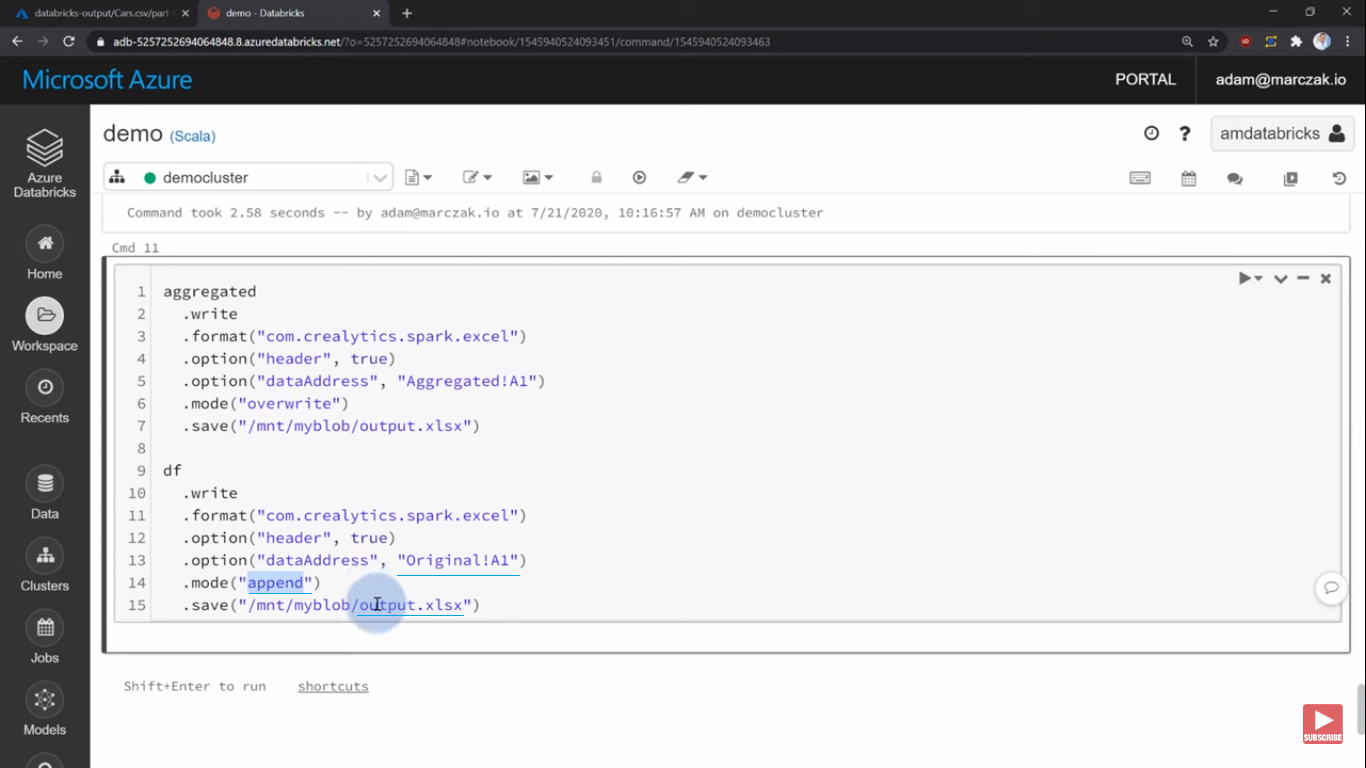 databricks-output/Cars.csv/part-
demo - Databricks
adb-5257252694064848.8.azuredatabricks.net/?o=5257252694064848#notebook/1545940524093451/command/1545940524093463
Microsoft Azure
PORTAL
adam@marczak.io
Azure
Databricks
Home
Workspace
Recents
Data
Clusters
Jobs
Models
demo (Scala)
? amdatabricks
democluster
Command took 2.58 seconds -- by adam@marczak.io at 7/21/2020, 10:16:57 AM on democluster
Cmd 11
1 aggregated
2 .write
3 .format("com.crealytics.spark.excel")
4 .option("header", true)
5 .option("dataAddress", "Aggregated!A1")
6 .mode("overwrite")
7 .save("/mnt/myblob/output.xlsx")
8
9 df
10 .write
11 .format("com.crealytics.spark.excel")
12 .option("header", true)
13 .option("dataAddress", "Original!A1")
14 .mode("append")
15 .save("/mnt/myblob/output.xlsx")
Shift+Enter to run shortcuts
SUBSCRIBE